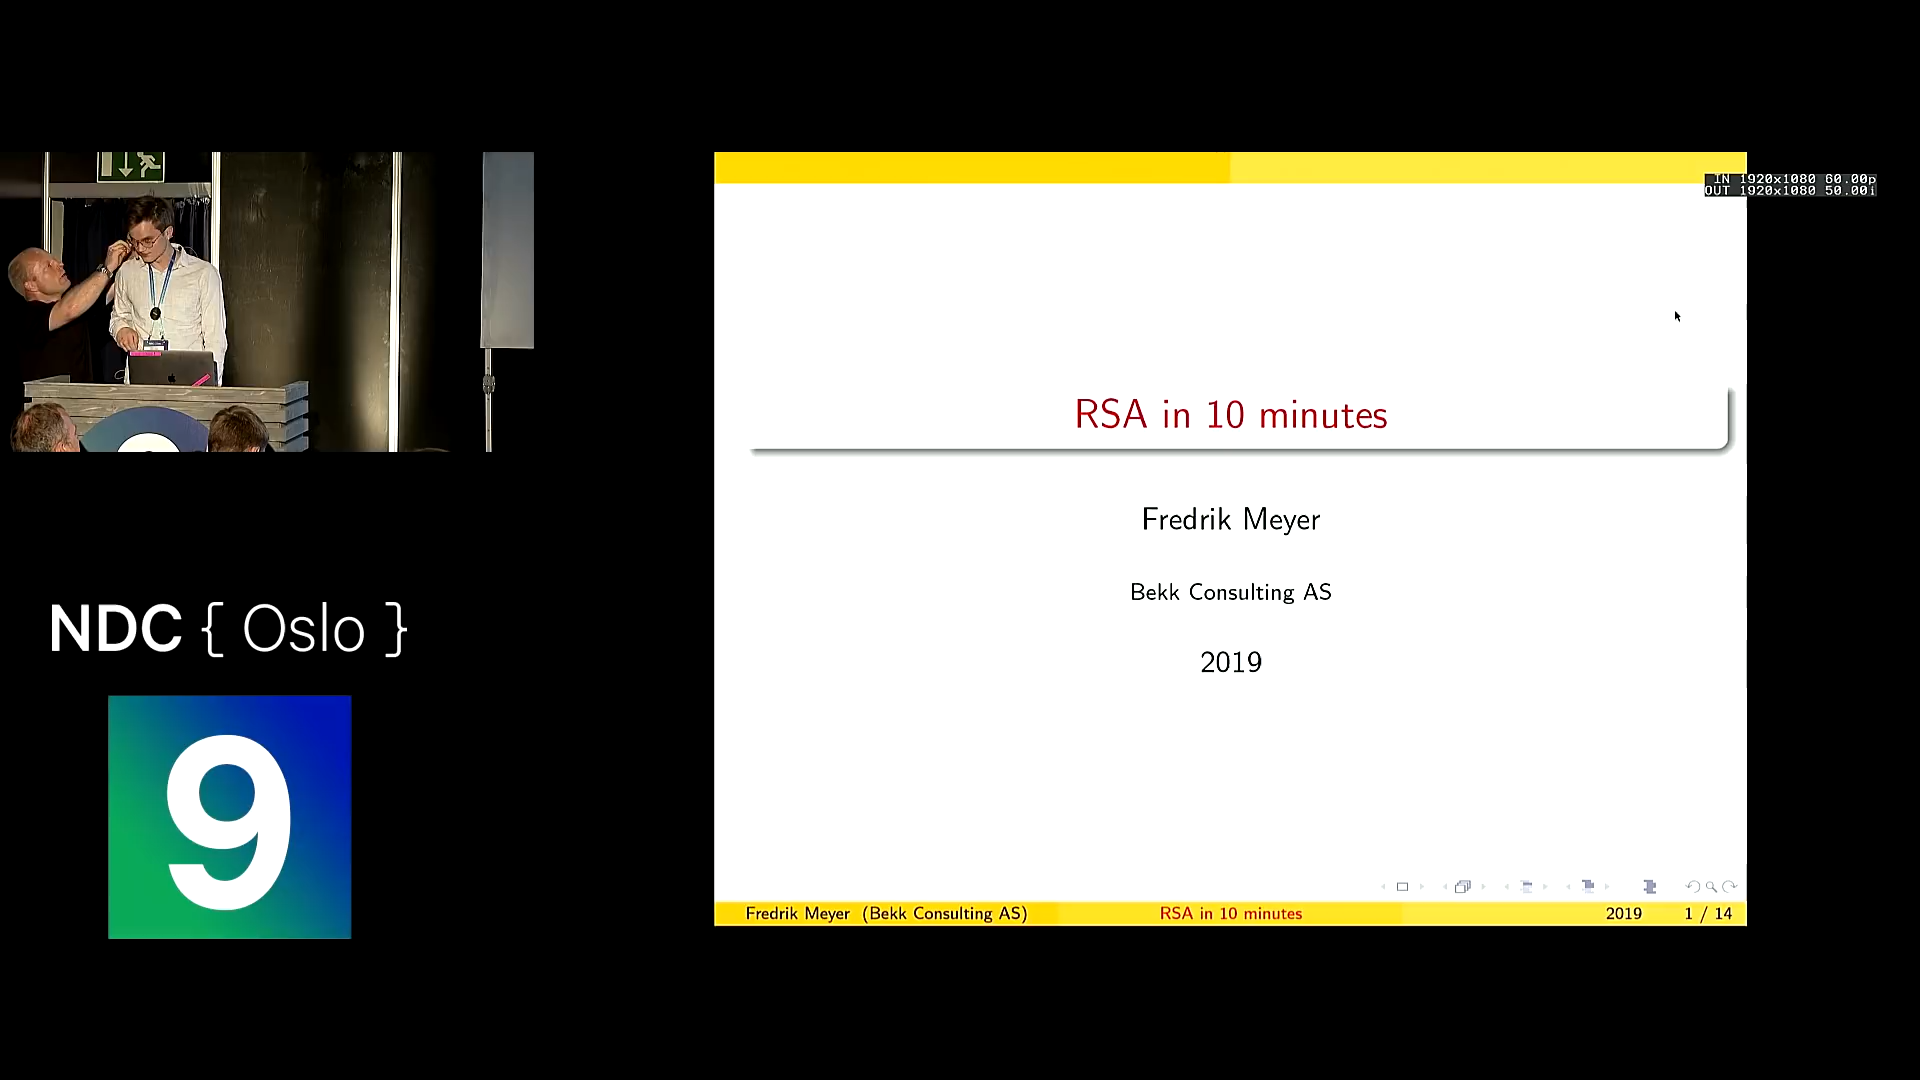 IN 1920x1080 60.00p
OUT 1920x1080 50.00i
RSA in 10 minutes
Fredrik Meyer
Bekk Consulting AS
2019
NDC { Oslo }
9
Fredrik Meyer (Bekk Consulting AS)
RSA in 10 minutes
2019
1 / 14